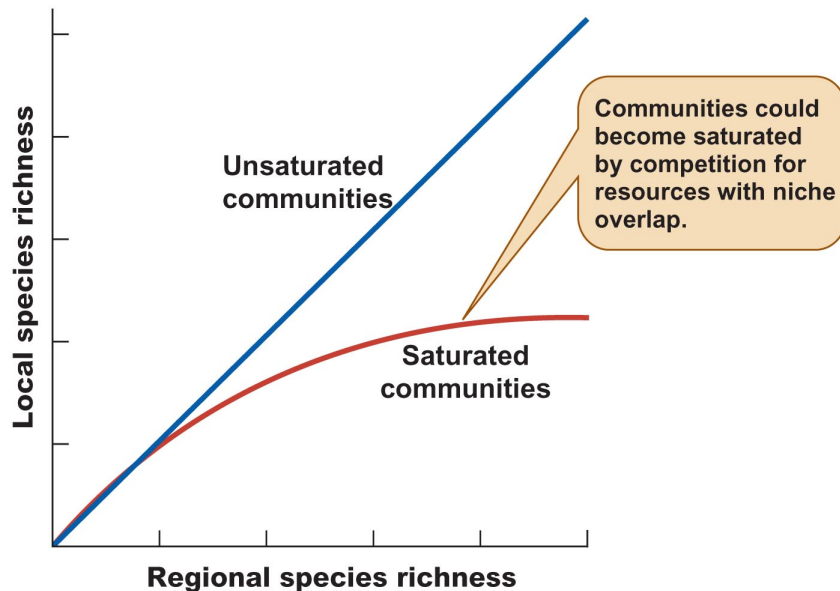 Local species richness
Unsaturated
communities
Communities could
become saturated
by competition for
resources with niche
overlap.
Saturated
communities
Regional species richness